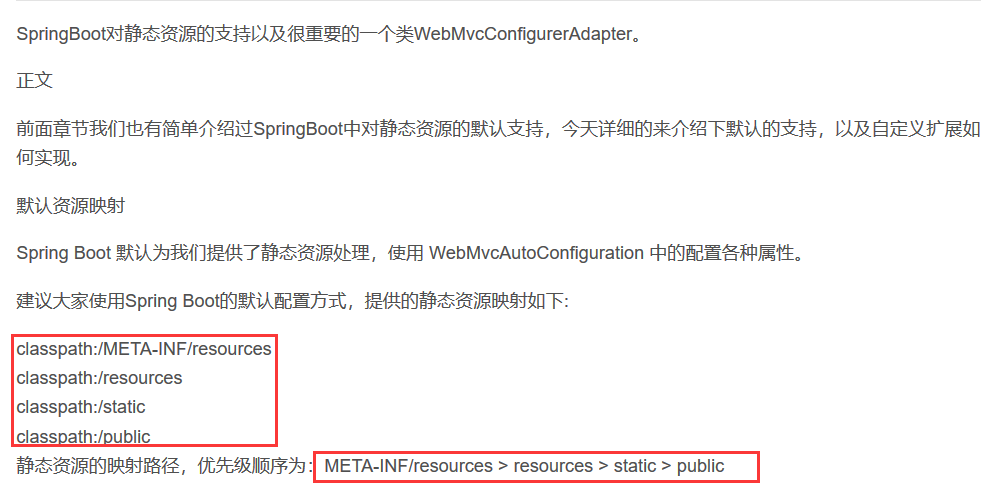 SpringBoot对静态资源的支持以及很重要的一个类WebMvcConfigurerAdapter。
正文
前面章节我们也有简单介绍过SpringBoot中对静态资源的默认支持，今天详细的来介绍下默认的支持，以及自定义扩展如
何实现。
默认资源映射
Spring Boot 默认为我们提供了静态资源处理，使用 WebMvcAutoConfiguration 中的配置各种属性。
建议大家使用Spring Boot的默认配置方式，提供的静态资源映射如下:
classpath:/META-INF/resources
classpath:/resources
classpath:/static
classpath:/public
静态资源的映射路径，优先级顺序为：META-INF/resources > resources > static > public